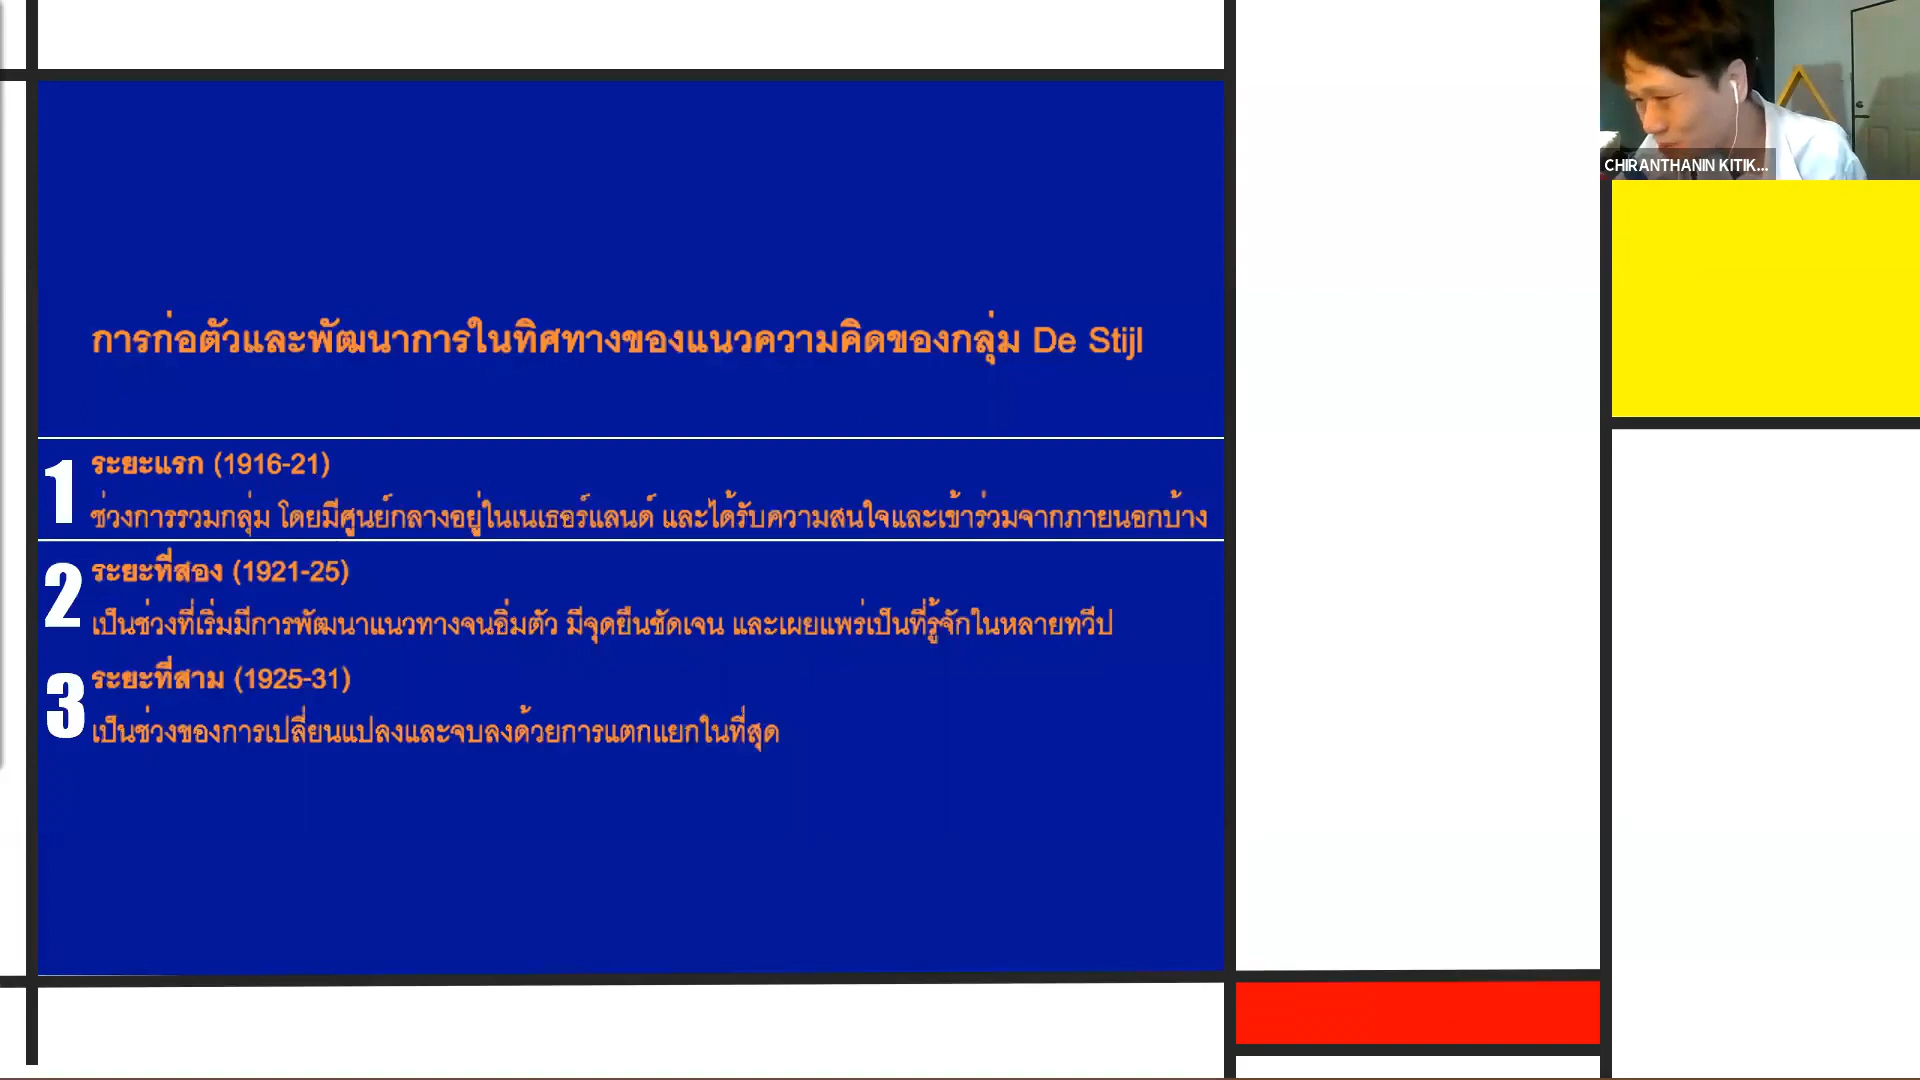 CHIRANTHANIN KITIK...
การก่อตัวและพัฒนาการในทิศทางของแนวความคิดของกลุ่ม De Stijl
1 ระยะแรก (1916-21)
ช่วงการรวมกลุ่ม โดยมีศูนย์กลางอยู่ในเนเธอร์แลนด์ และได้รับความสนใจและเข้าร่วมจากภายนอกบ้าง
2 ระยะที่สอง (1921-25)
เป็นช่วงที่เริ่มมีการพัฒนาแนวทางจนอิ่มตัว มีจุดยืนชัดเจน และเผยแพร่เป็นที่รู้จักในหลายทวีป
3 ระยะที่สาม (1925-31)
เป็นช่วงของการเปลี่ยนแปลงและจบลงด้วยการแตกแยกในที่สุด